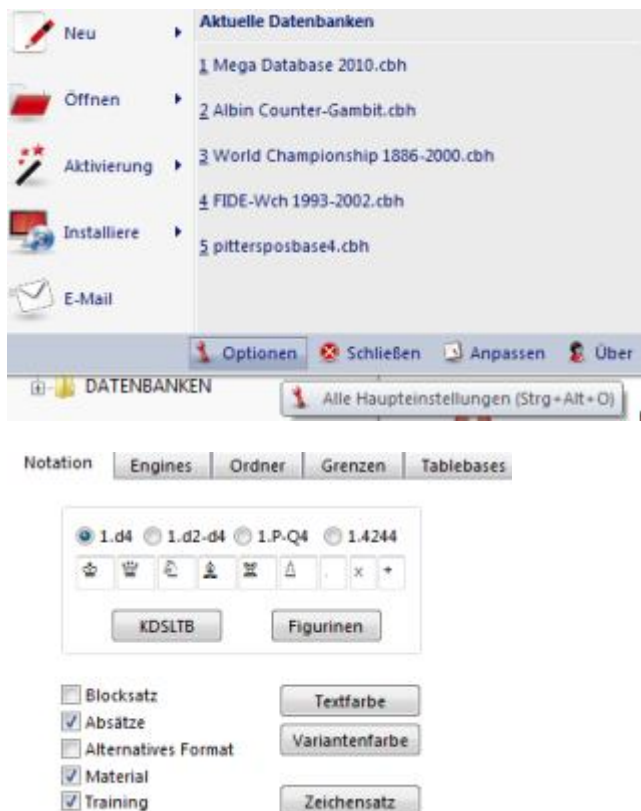 Neu
Öffnen
Aktivierung
Installiere
E-Mail
Aktuelle Datenbanken
1 Mega Database 2010.cbh
2 Albin Counter-Gambit.cbh
3 World Championship 1886-2000.cbh
4 FIDE-Wch 1993-2002.cbh
5 pittersposbase4.cbh
Optionen Schließen Anpassen Über
DATENBANKEN
Alle Haupteinstellungen (Strg+Alt+O)
Notation Engines Ordner Grenzen Tablebases
1.d4 1.d2-d4 1.P-Q4 1.4244
♔ ♕ ♘ ♗ ♖ ♙ . x +
KDSLTB Figurinen
Blocksatz
Absätze
Alternatives Format
Material
Training
Textfarbe
Variantenfarbe
Zeichensatz